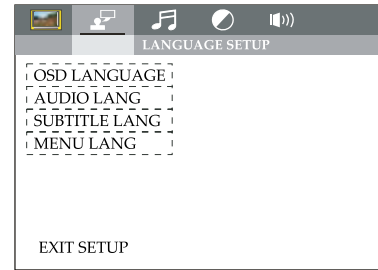 LANGUAGE SETUP
OSD LANGUAGE
AUDIO LANG
SUBTITLE LANG
MENU LANG
EXIT SETUP